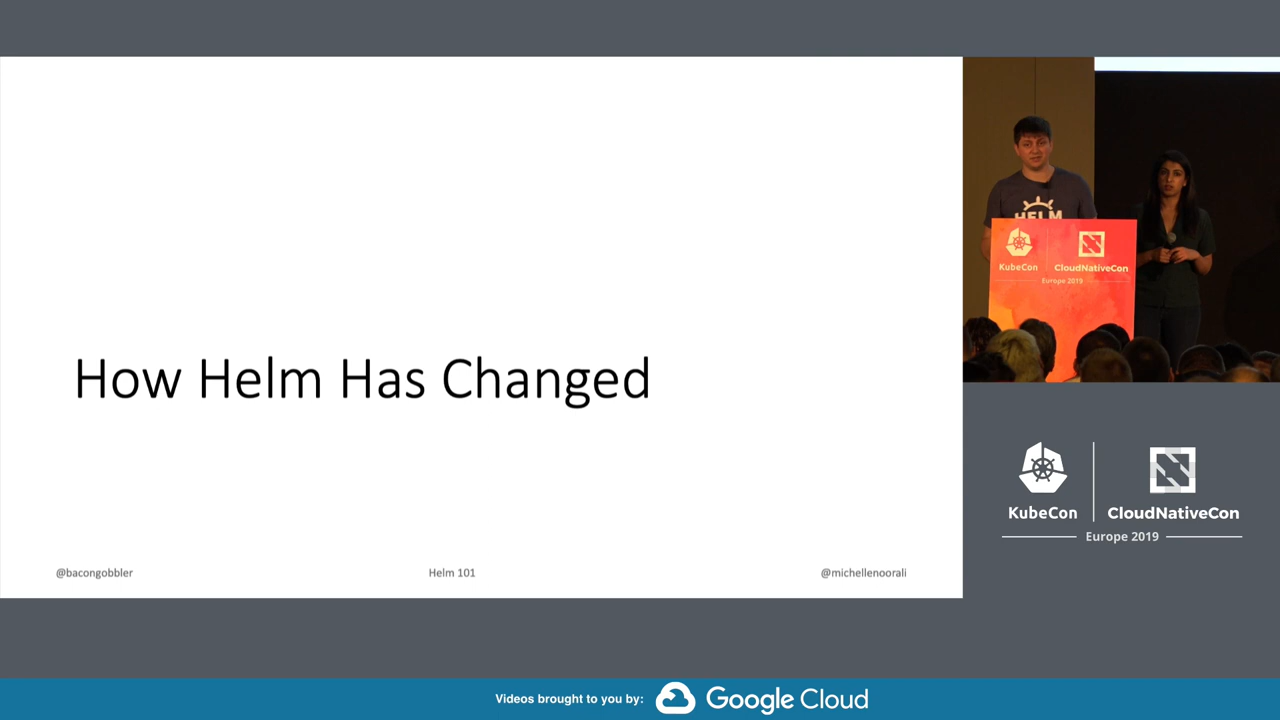 How Helm Has Changed
@bacongobbler
Helm 101
@michellenoorali
HELM
KubeCon
CloudNativeCon
Europe 2019
KubeCon
CloudNativeCon
Europe 2019
Videos brought to you by:
Google Cloud